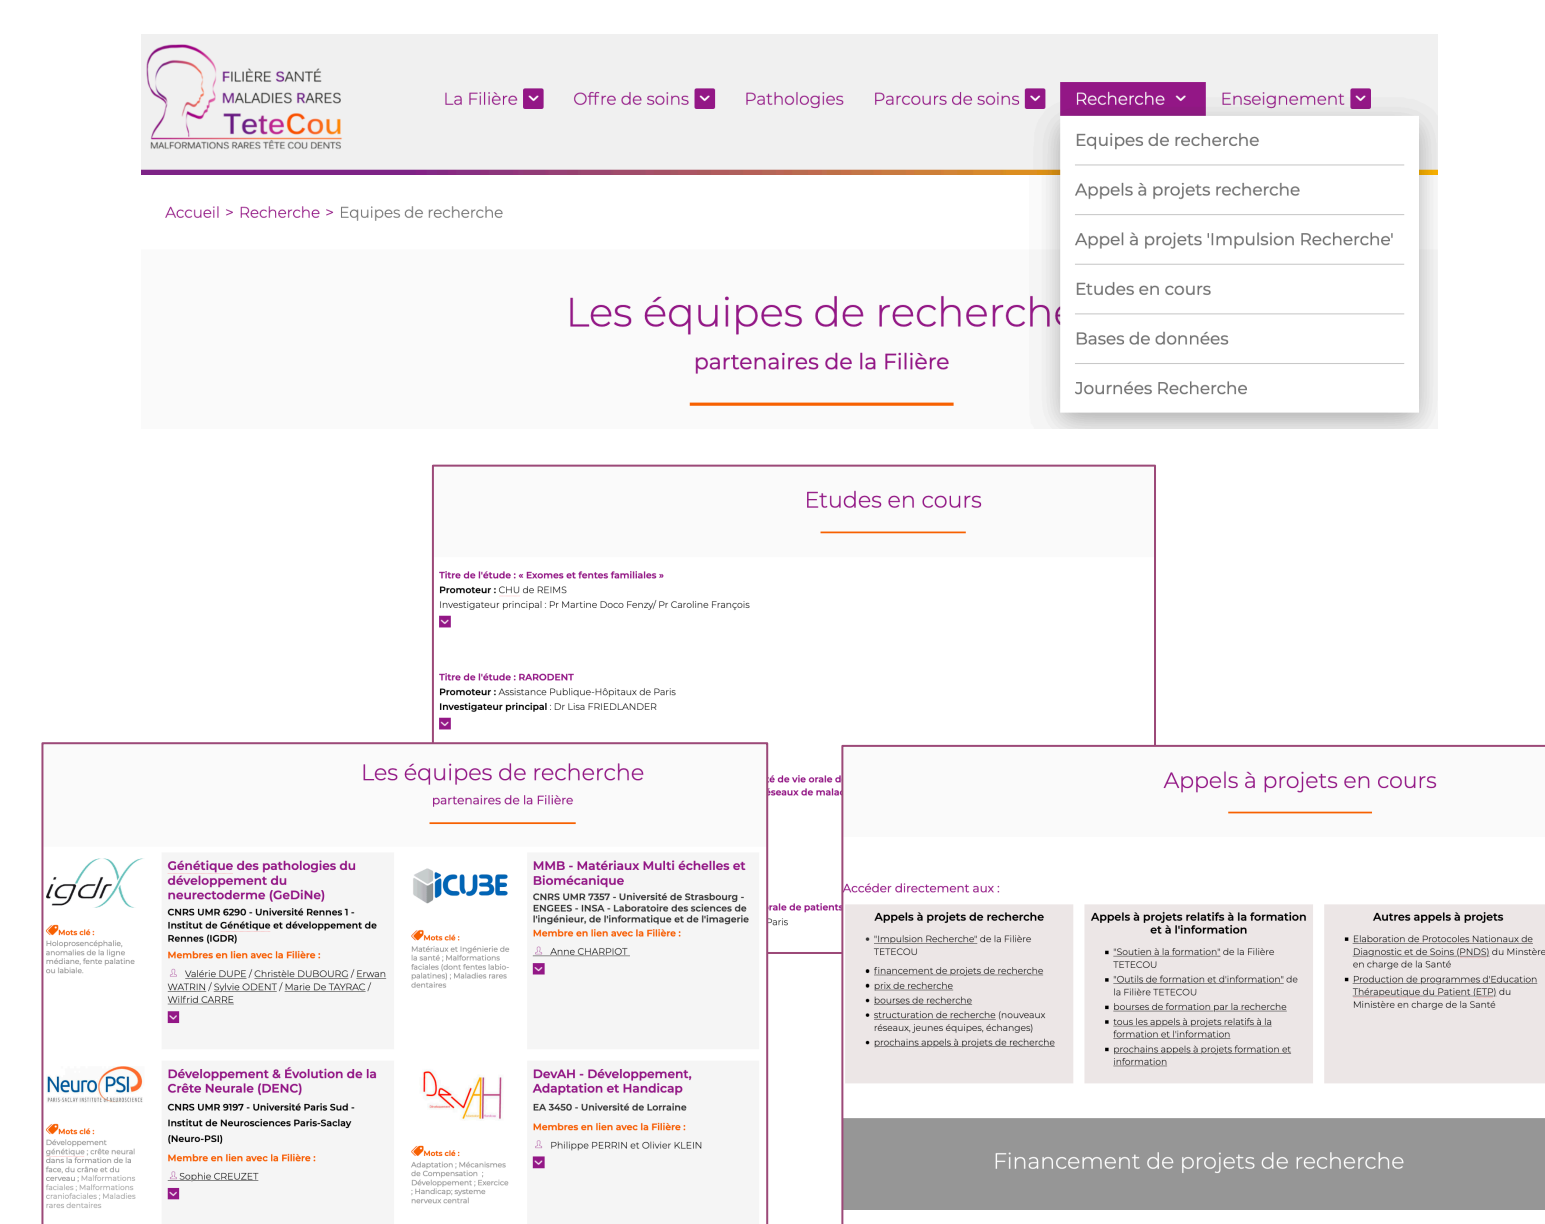 FILIÈRE SANTÉ
MALADIES RARES
TeteCou
MALFORMATIONS RARES TÊTE COU DENTS
La Filière
Offre de soins
Pathologies
Parcours de soins
Recherche
Enseignement
Equipes de recherche
Appels à projets recherche
Appel à projets 'Impulsion Recherche'
Etudes en cours
Bases de données
Journées Recherche
Accueil > Recherche > Equipes de recherche
Les équipes de recherche
partenaires de la Filière
Etudes en cours
Titre de l'étude : « Exomes et fentes familiales »
Promoteur : CHU de REIMS
Investigateur principal : Pr Martine Doco Fenzy/ Pr Caroline François
Titre de l'étude : RARODENT
Promoteur : Assistance Publique-Hôpitaux de Paris
Investigateur principal : Dr Lisa FRIEDLANDER
té de vie orale d
éseaux de mala
rale de patients
Paris
Les équipes de recherche
partenaires de la Filière
igdrX
Mots clé :
Holoprosencéphalie,
anomalies de la ligne
médiane, fente palatine
ou labiale.
Génétique des pathologies du
développement du
neurectoderme (GeDiNe)
CNRS UMR 6290 - Université Rennes 1 -
Institut de Génétique et développement de
Rennes (IGDR)
Membres en lien avec la Filière :
Valérie DUPE / Christèle DUBOURG / Erwan
WATRIN / Sylvie ODENT / Marie De TAYRAC /
Wilfrid CARRE
iCUBE
Mots clé :
Matériaux et Ingénierie de
la santé ; Malformations
faciales (dont fentes labio-
palatines) ; Maladies rares
dentaires
MMB - Matériaux Multi échelles et
Biomécanique
CNRS UMR 7357 - Université de Strasbourg -
ENGEES - INSA - Laboratoire des sciences de
l'ingénieur, de l'informatique et de l'imagerie
Membre en lien avec la Filière :
Anne CHARPIOT
Neuro PSI
PARIS-SACLAY INSTITUTE OF NEUROSCIENCE
Mots clé :
Développement
génétique ; crête neural
dans la formation de la
face, du crâne et du
cerveau ; Malformations
faciales ; Malformations
craniofaciales ; Maladies
rares dentaires
Développement & Évolution de la
Crête Neurale (DENC)
CNRS UMR 9197 - Université Paris Sud -
Institut de Neurosciences Paris-Saclay
(Neuro-PSI)
Membre en lien avec la Filière :
Sophie CREUZET
DevAH
Mots clé :
Adaptation ; Mécanismes
de Compensation ;
Développement ; Exercice
; Handicap; systeme
nerveux central
DevAH - Développement,
Adaptation et Handicap
EA 3450 - Université de Lorraine
Membres en lien avec la Filière :
Philippe PERRIN et Olivier KLEIN
Appels à projets en cours
Accéder directement aux :
Appels à projets de recherche
• "Impulsion Recherche" de la Filière
TETECOU
• financement de projets de recherche
• prix de recherche
• bourses de recherche
• structuration de recherche (nouveaux
réseaux, jeunes équipes, échanges)
• prochains appels à projets de recherche
Appels à projets relatifs à la formation
et à l'information
▪ "Soutien à la formation" de la Filière
TETECOU
▪ "Outils de formation et d'information" de
la Filière TETECOU
▪ bourses de formation par la recherche
▪ tous les appels à projets relatifs à la
formation et l'information
▪ prochains appels à projets formation et
information
Autres appels à projets
▪ Elaboration de Protocoles Nationaux de
Diagnostic et de Soins (PNDS) du Minstère
en charge de la Santé
▪ Production de programmes d'Education
Thérapeutique du Patient (ETP) du
Ministère en charge de la Santé
Financement de projets de recherche